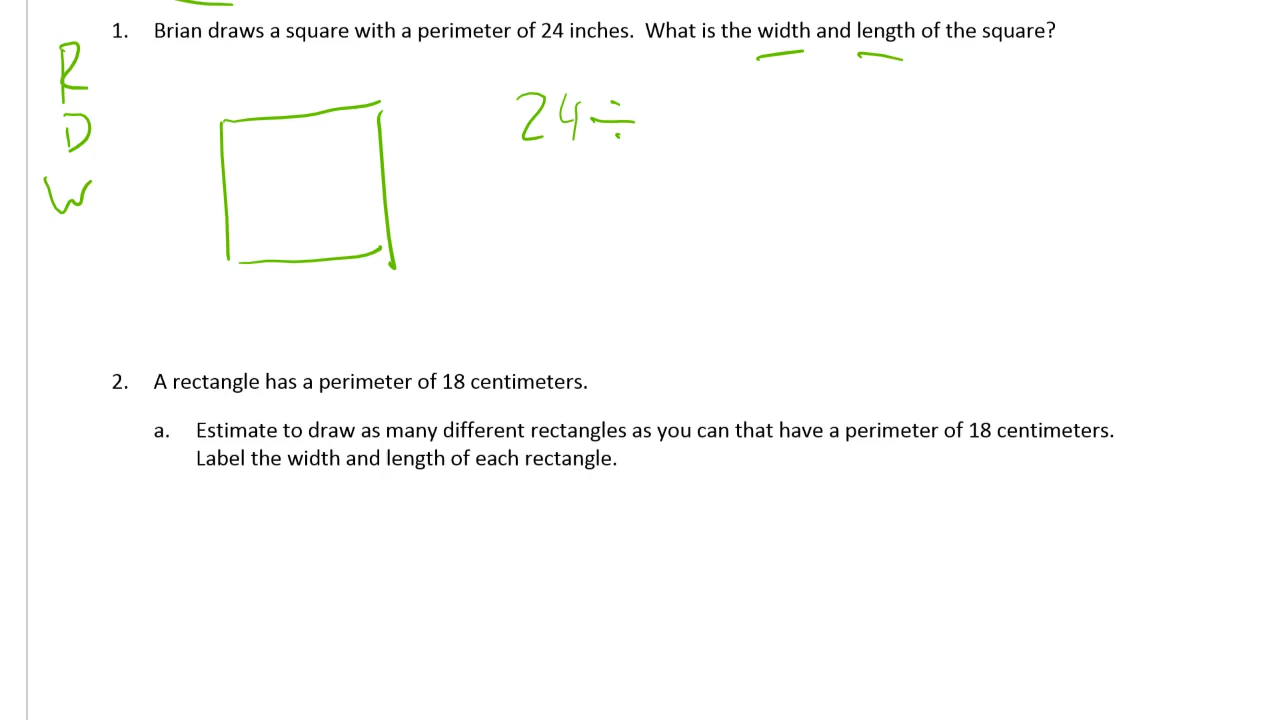 1. Brian draws a square with a perimeter of 24 inches. What is the width and length of the square?
R
D
W
24÷
2. A rectangle has a perimeter of 18 centimeters.
a. Estimate to draw as many different rectangles as you can that have a perimeter of 18 centimeters.
Label the width and length of each rectangle.